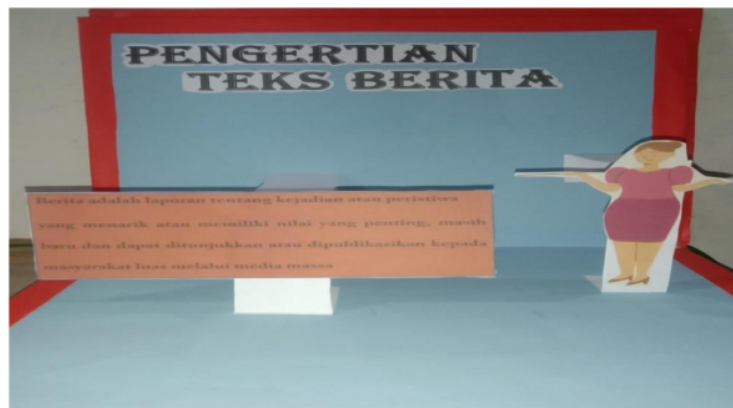 PENGERTIAN
TEKS BERITA
Berita adalah laporan tentang kejadian atau peristiwa
yang menarik atau memiliki nilai yang penting, masih
baru dan dapat ditunjukkan atau dipublikasikan kepada
masyarakat luas melalui media massa